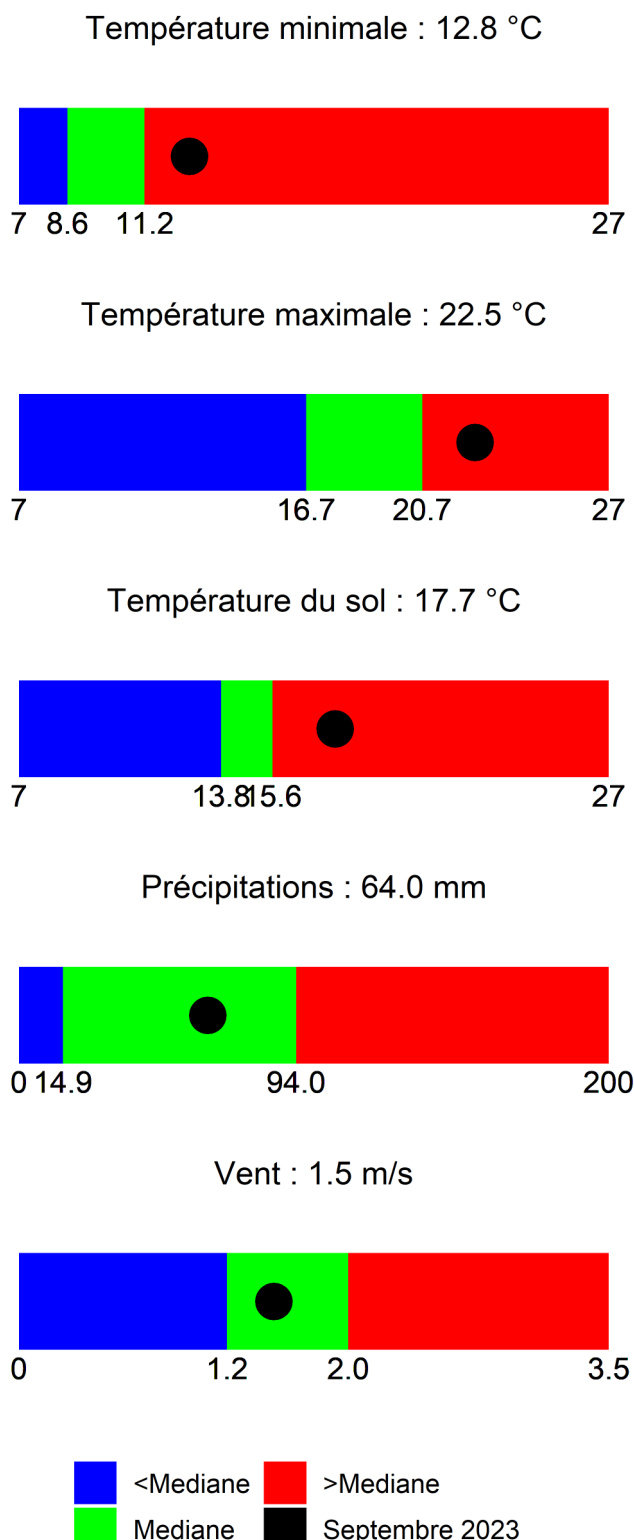 Température minimale : 12.8 °C
7 8.6 11.2 27
Température maximale : 22.5 °C
7 16.7 20.7 27
Température du sol : 17.7 °C
7 13.8 15.6 27
Précipitations : 64.0 mm
0 14.9 94.0 200
Vent : 1.5 m/s
0 1.2 2.0 3.5
<Mediane >Mediane
Mediane Septembre 2023